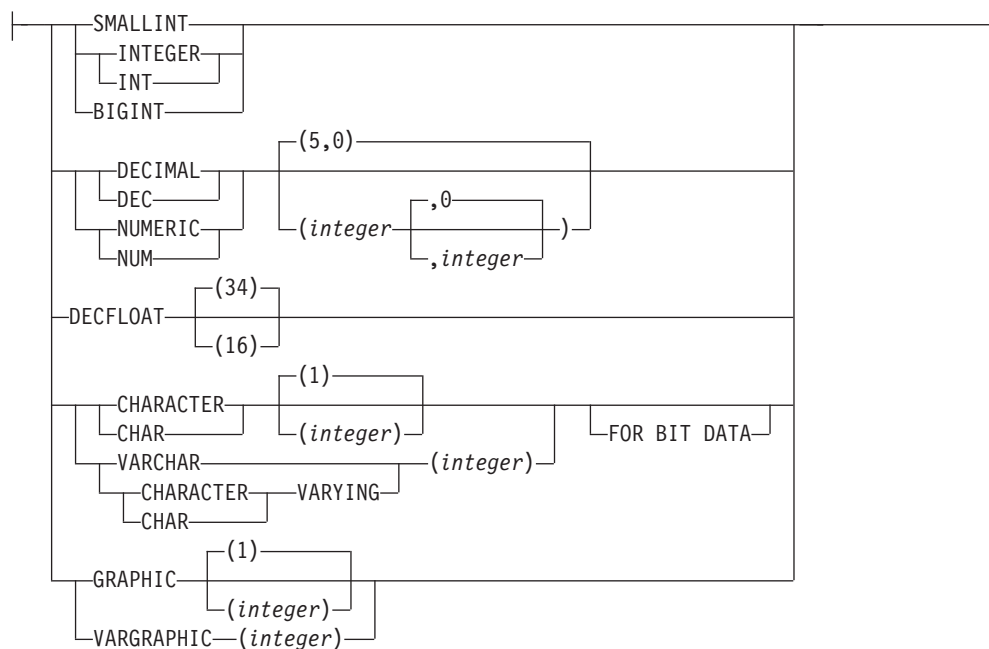 SMALLINT
INTEGER
INT
BIGINT
(5,0)
DECIMAL
DEC
,0
NUMERIC
(integer )
NUM
,integer
(34)
DECFLOAT
(16)
(1)
CHARACTER
CHAR
(integer)
FOR BIT DATA
VARCHAR
(integer)
CHARACTER VARYING
CHAR
(1)
GRAPHIC
(integer)
VARGRAPHIC (integer)